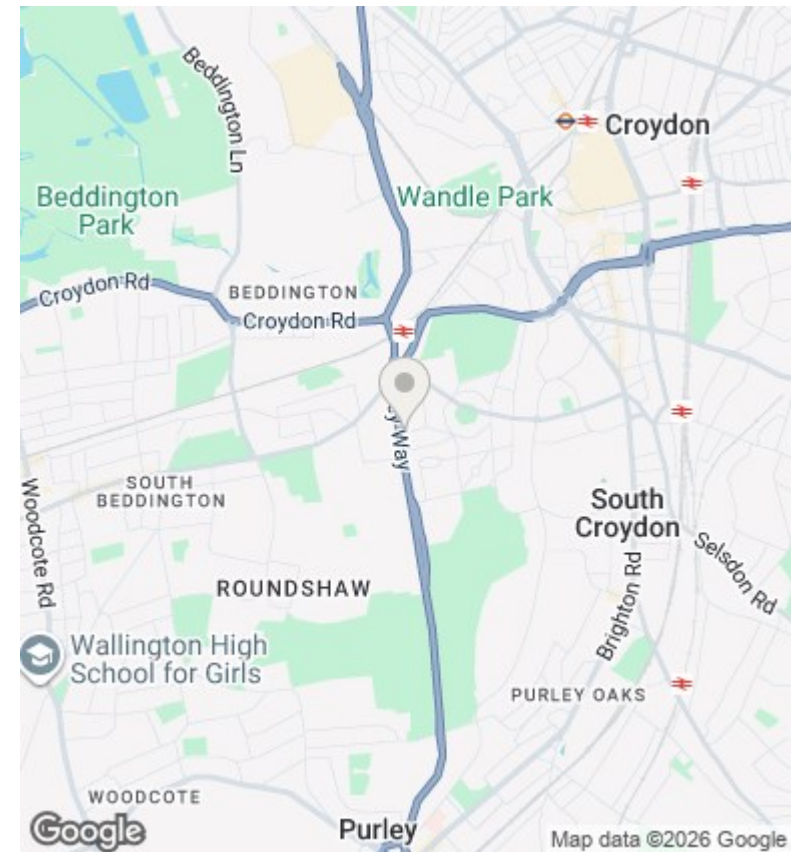 Beddington Ln
Croydon
Beddington
Park
Wandle Park
Croydon Rd
BEDDINGTON
Croydon Rd
ey Way
SOUTH
BEDDINGTON
Woodcote Rd
South
Croydon
Selsdon Rd
ROUNDSHAW
Brighton Rd
Wallington High
School for Girls
PURLEY OAKS
WOODCOTE
Purley
Google
Map data ©2026 Google